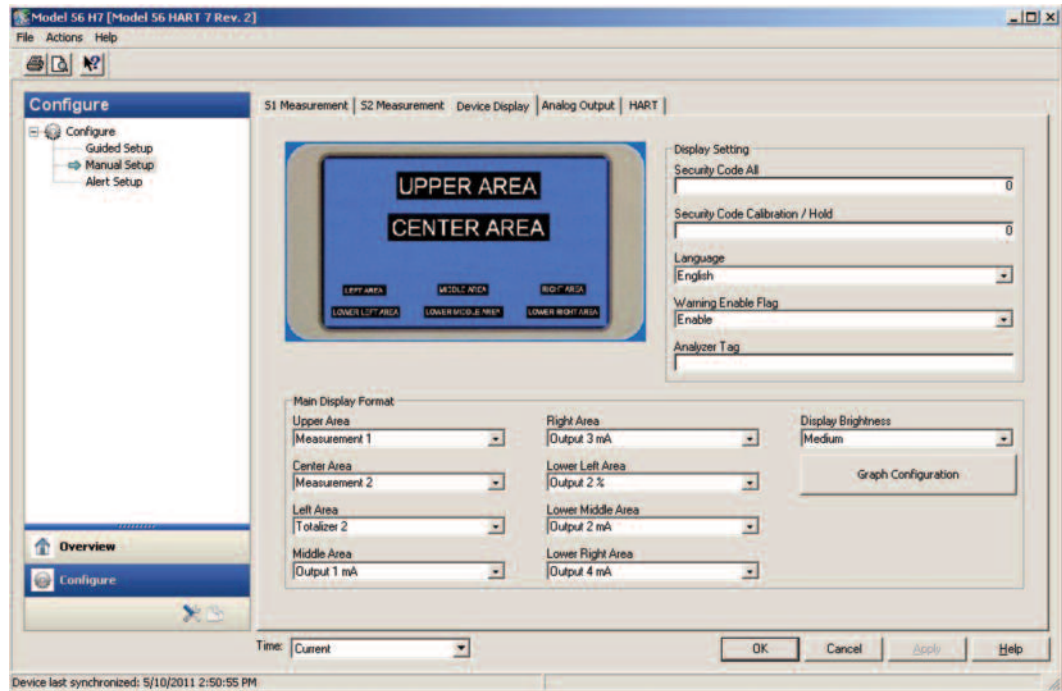 Model 56 H7 [Model 56 HART 7 Rev. 2]
File Actions Help
Configure
Configure
Guided Setup
Manual Setup
Alert Setup
Overview
Configure
S1 Measurement S2 Measurement Device Display Analog Output HART
UPPER AREA
CENTER AREA
LEFT AREA MIDDLE AREA RIGHT AREA
LOWER LEFT AREA LOWER MIDDLE AREA LOWER RIGHT AREA
Display Setting
Security Code All
0
Security Code Calibration / Hold
0
Language
English
Warning Enable Flag
Enable
Analyzer Tag
Main Display Format
Upper Area
Measurement 1
Center Area
Measurement 2
Left Area
Totalizer 2
Middle Area
Output 1 mA
Right Area
Output 3 mA
Lower Left Area
Output 2 %
Lower Middle Area
Output 2 mA
Lower Right Area
Output 4 mA
Display Brightness
Medium
Graph Configuration
Time: Current
OK Cancel Apply Help
Device last synchronized: 5/10/2011 2:50:55 PM